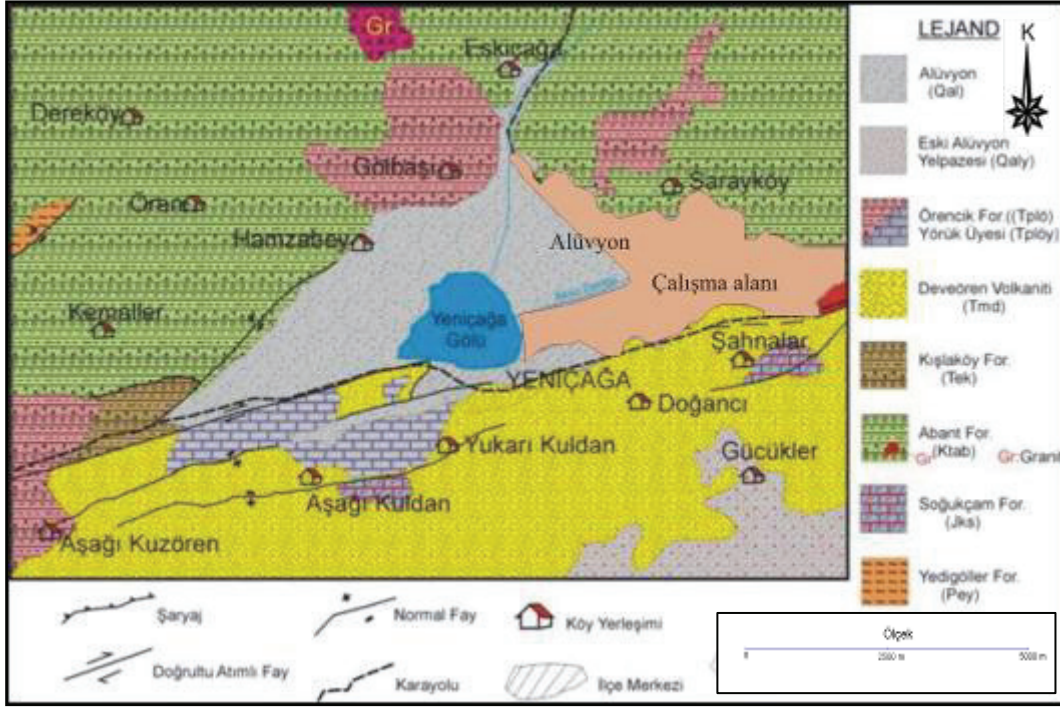 Gr
Eskiçağa
Dereköy
Gölbaşı
Sarayköy
Ören
Hamzabey
Alüvyon
Çalışma alanı
Kemaller
Yeniçağa
Gölü
Şahnalar
YENİÇAĞA
Doğancı
Yukarı Kuldan
Gücükler
Aşağı Kuldan
Aşağı Kuzören
LEJAND
K
Alüvyon
(Qal)
Eski Alüvyon
Yelpazesi (Qaly)
Örencik For.((Tplö)
Yörük Üyesi (Tplöy)
Deveören Volkaniti
(Tmd)
Kışlaköy For.
(Tek)
Abant For.
(Ktab)
Gr
Gr:Granit
Soğukçam For.
(Jks)
Yedigöller For.
(Pey)
Şaryaj
Normal Fay
Köy Yerleşimi
Doğrultu Atımlı Fay
Karayolu
İlçe Merkezi
Ölçek
0 2500 m 5000 m